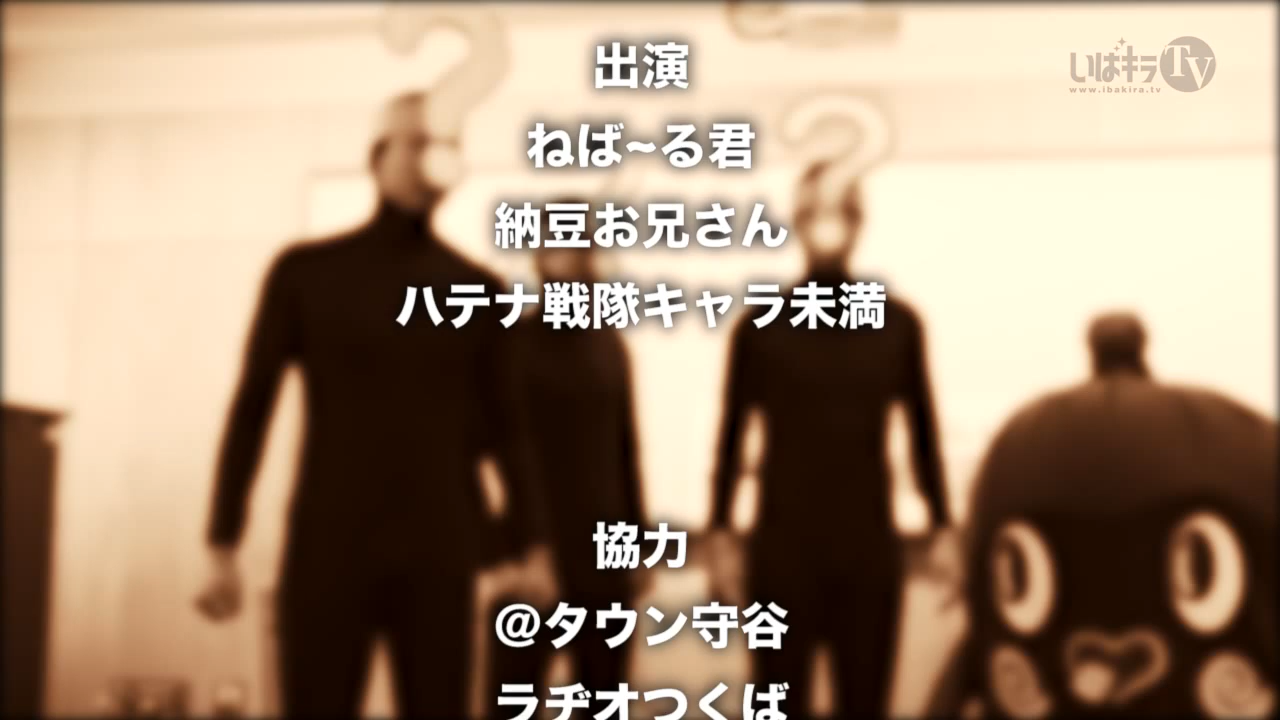 出演
いばキラTV
www.ibakira.tv
ねば~る君
納豆お兄さん
ハテナ戦隊キャラ未満
協力
@タウン守谷
ラヂオつくば